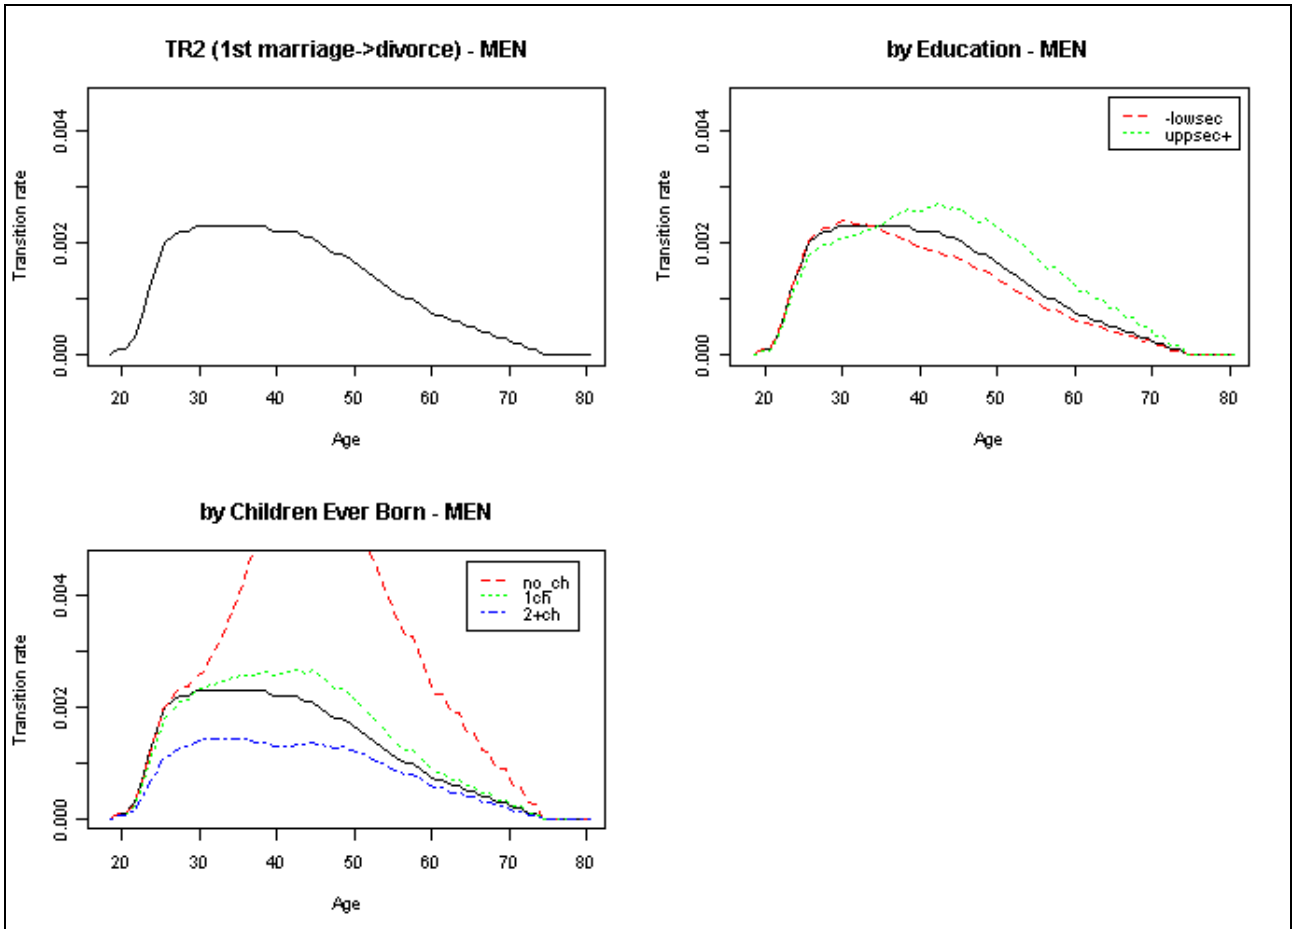 TR2 (1st marriage->divorce) - MEN
Transition rate
0.000 0.002 0.004
20 30 40 50 60 70 80
Age
by Education - MEN
-lowsec
uppsec+
Transition rate
0.000 0.002 0.004
20 30 40 50 60 70 80
Age
by Children Ever Born - MEN
no_ch
1ch
2+ch
Transition rate
0.000 0.002 0.004
20 30 40 50 60 70 80
Age